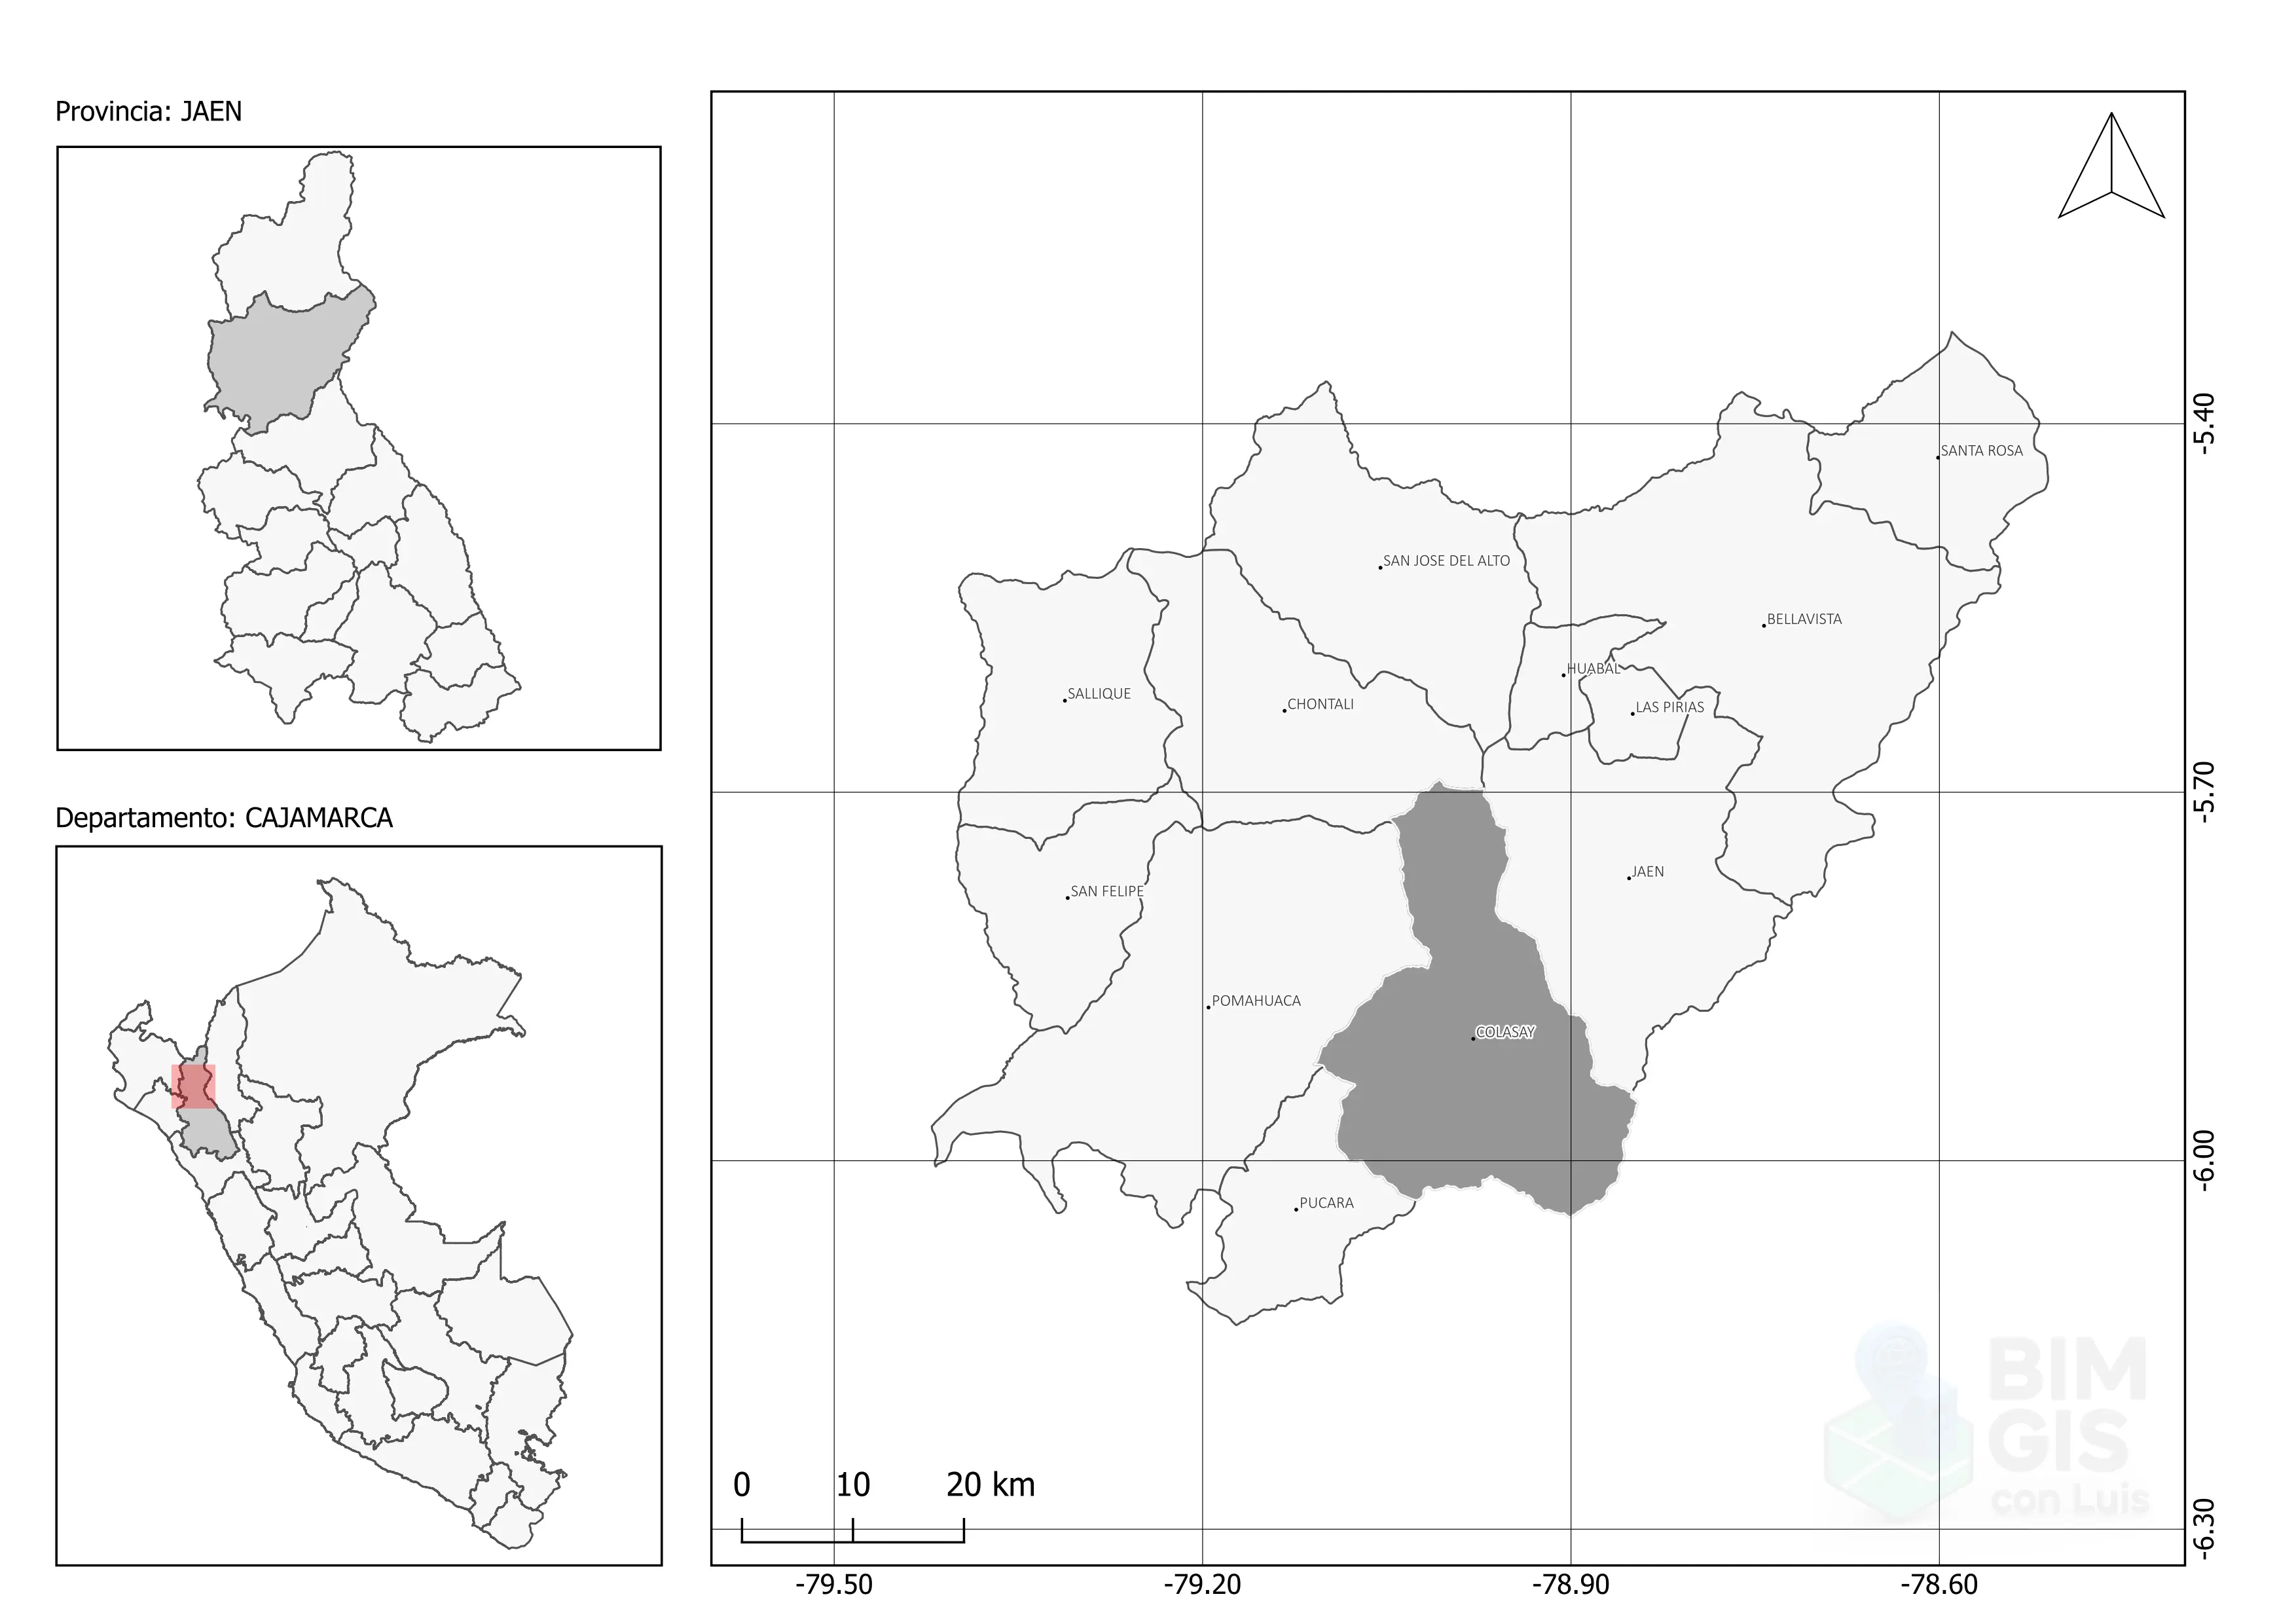 Provincia: JAEN
Departamento: CAJAMARCA
SANTA ROSA
SAN JOSE DEL ALTO
BELLAVISTA
HUABAL
SALLIQUE
CHONTALI
LAS PIRIAS
JAEN
SAN FELIPE
POMAHUACA
COLASAY
PUCARA
-5.40
-5.70
-6.00
-6.30
BIM
GIS
con Luis
0 10 20 km
-79.50 -79.20 -78.90 -78.60